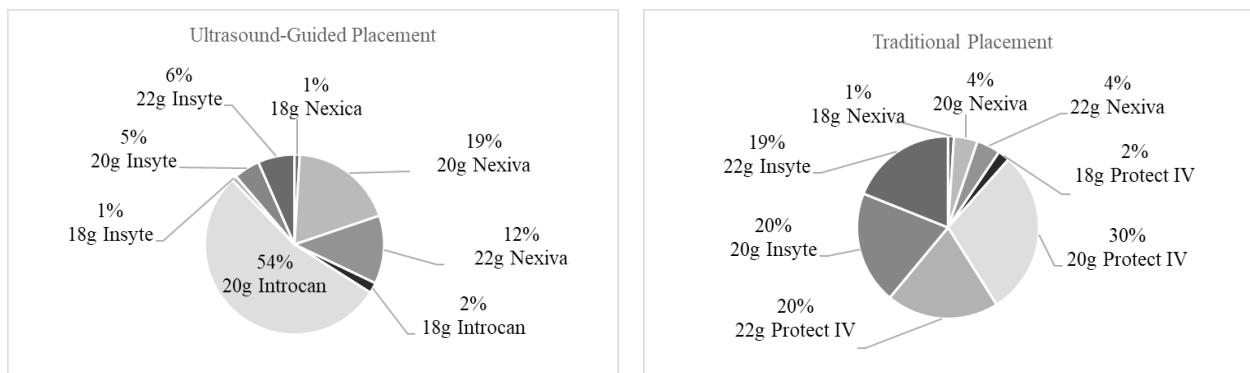 Ultrasound-Guided Placement
6%
22g Insyte
1%
18g Nexica
5%
20g Insyte
19%
20g Nexiva
1%
18g Insyte
12%
22g Nexiva
54%
20g Introcan
2%
18g Introcan
Traditional Placement
1%
18g Nexiva
4%
20g Nexiva
4%
22g Nexiva
19%
22g Insyte
2%
18g Protect IV
20%
20g Insyte
30%
20g Protect IV
20%
22g Protect IV